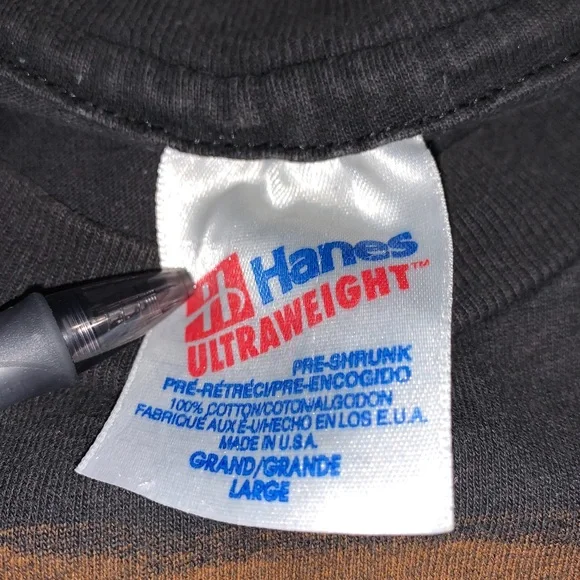 Hanes
ULTRAWEIGHT™
PRE-SHRUNK
PRÉ-RÉTRÉCI/PRE-ENCOGIDO
100% COTTON/COTON/ALGODON
FABRIQUÉ AUX É-U/HECHO EN LOS E.U.A.
MADE IN U.S.A.
GRAND/GRANDE
LARGE